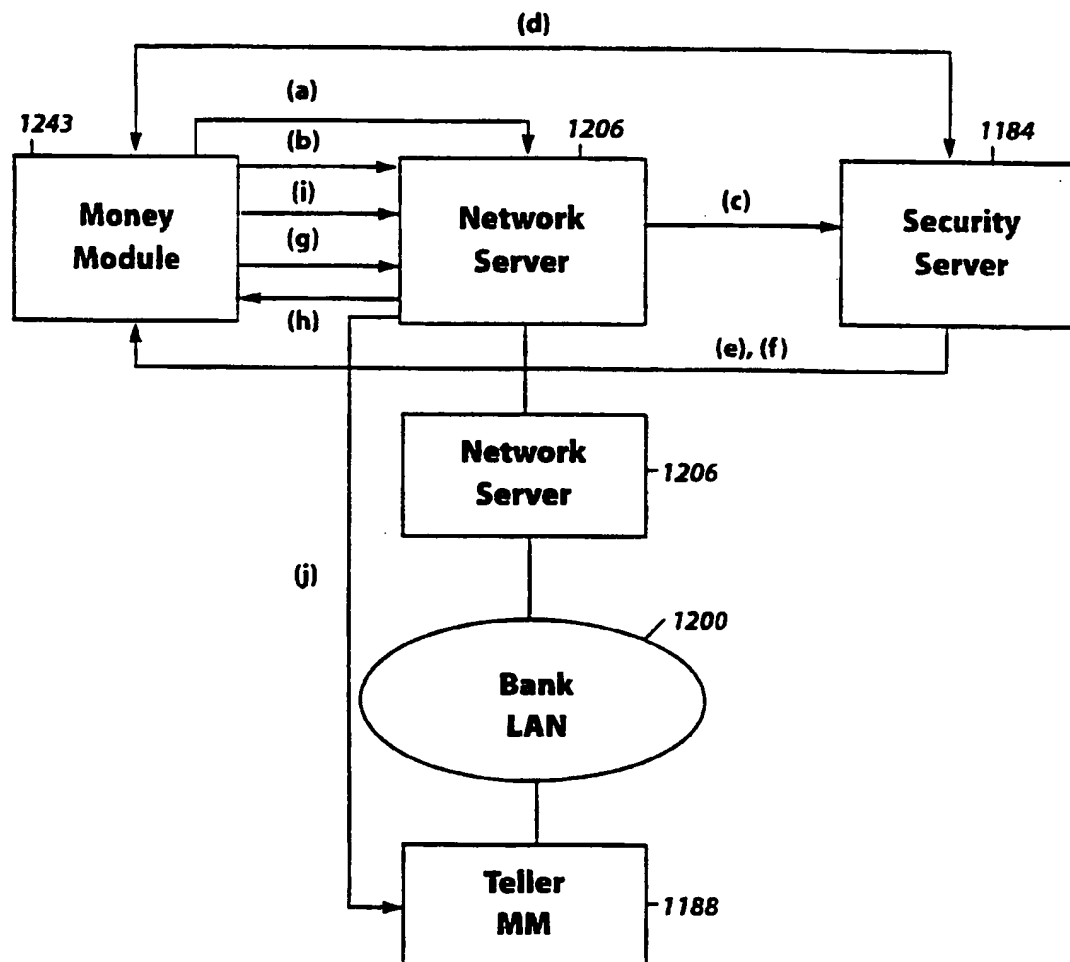 (d)
(a)
1243
1206
1184
(b)
(i)
(g)
(h)
(c)
Money
Module
Network
Server
Security
Server
(e), (f)
Network
Server
1206
(j)
1200
Bank
LAN
Teller
MM
1188